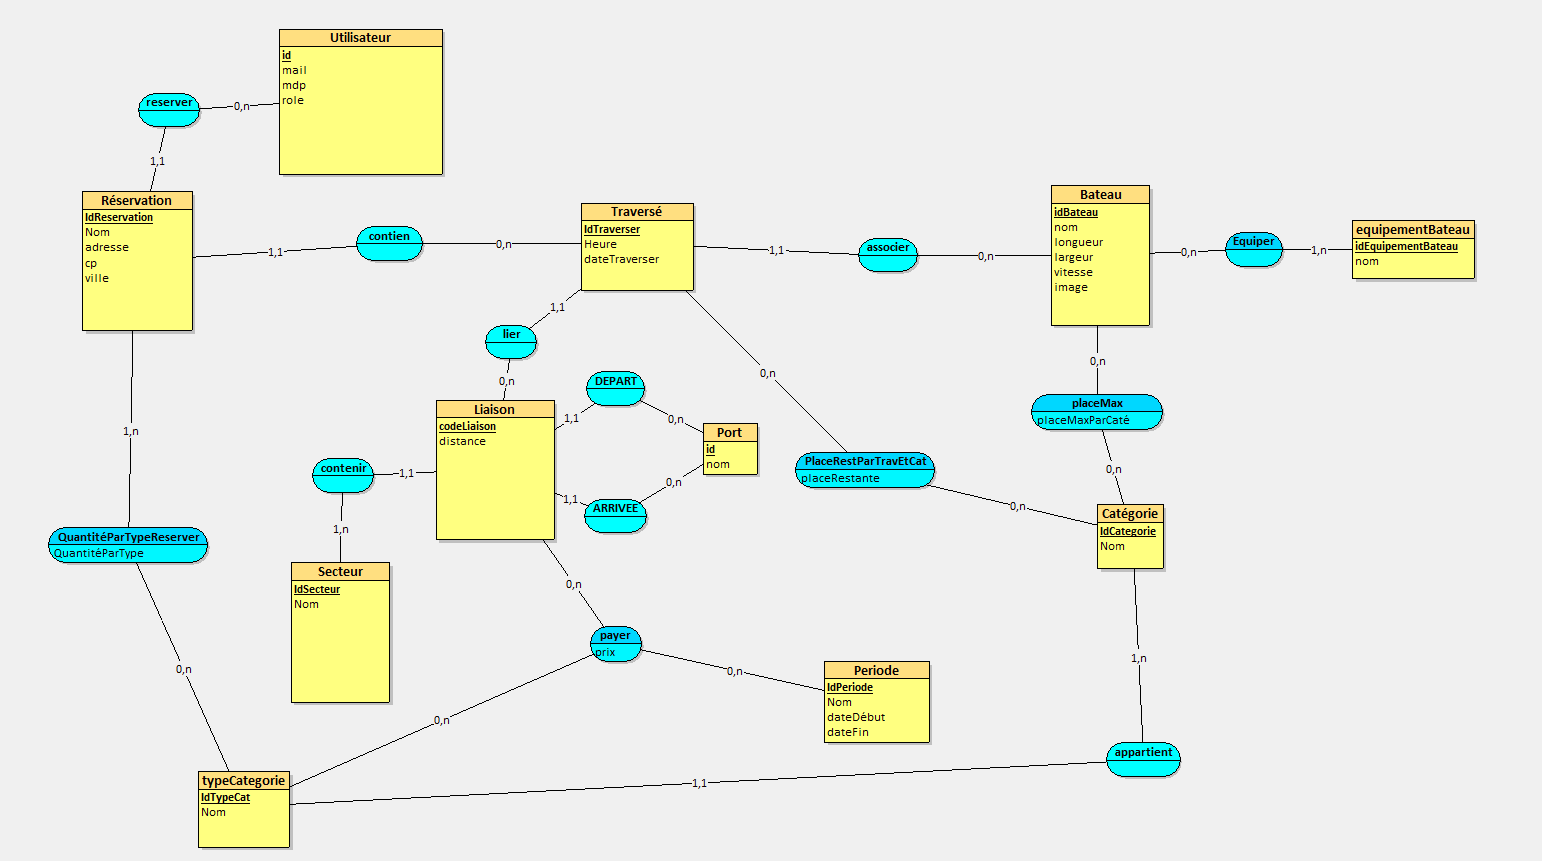 Utilisateur
id
mail
mdp
role
reserver
0,n
1,1
Réservation
IdReservation
Nom
adresse
cp
ville
1,1
contien
0,n
Traversé
IdTraverser
Heure
dateTraverser
1,1
associer
0,n
Bateau
idBateau
nom
longueur
largeur
vitesse
image
0,n
Equiper
1,n
equipementBateau
idEquipementBateau
nom
1,1
lier
0,n
0,n
0,n
placeMax
placeMaxParCaté
0,n
Liaison
codeLiaison
distance
DEPART
1,1
0,n
Port
id
nom
1,1
0,n
ARRIVEE
contenir
1,1
1,n
Secteur
IdSecteur
Nom
PlaceRestParTravEtCat
placeRestante
0,n
Catégorie
IdCategorie
Nom
1,n
QuantitéParTypeReserver
QuantitéParType
0,n
0,n
payer
prix
0,n
Periode
IdPeriode
Nom
dateDébut
dateFin
0,n
1,n
appartient
1,1
typeCategorie
IdTypeCat
Nom